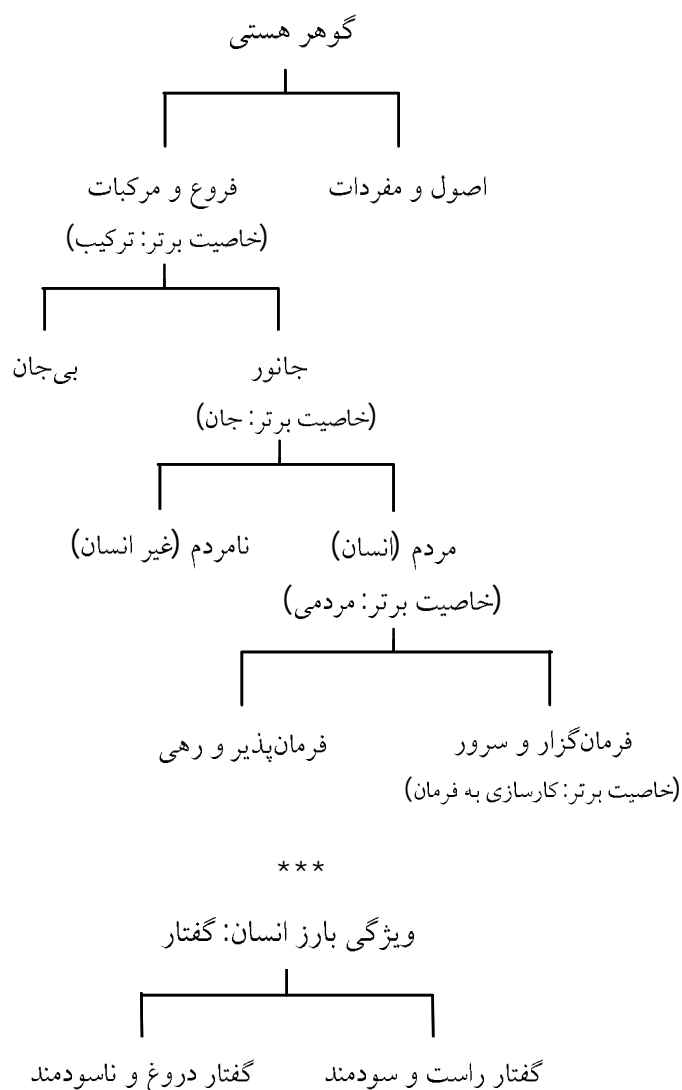 گوهر هستی
اصول و مفردات فروع و مرکبات
(خاصیت برتر: ترکیب)
جانور بی‌جان
(خاصیت برتر: جان)
مردم (انسان) نامردم (غیر انسان)
(خاصیت برتر: مردمی)
فرمان‌گزار و سرور فرمان‌پذیر و رهی
(خاصیت برتر: کارسازی به فرمان)
***
ویژگی بارز انسان: گفتار
گفتار راست و سودمند گفتار دروغ و ناسودمند